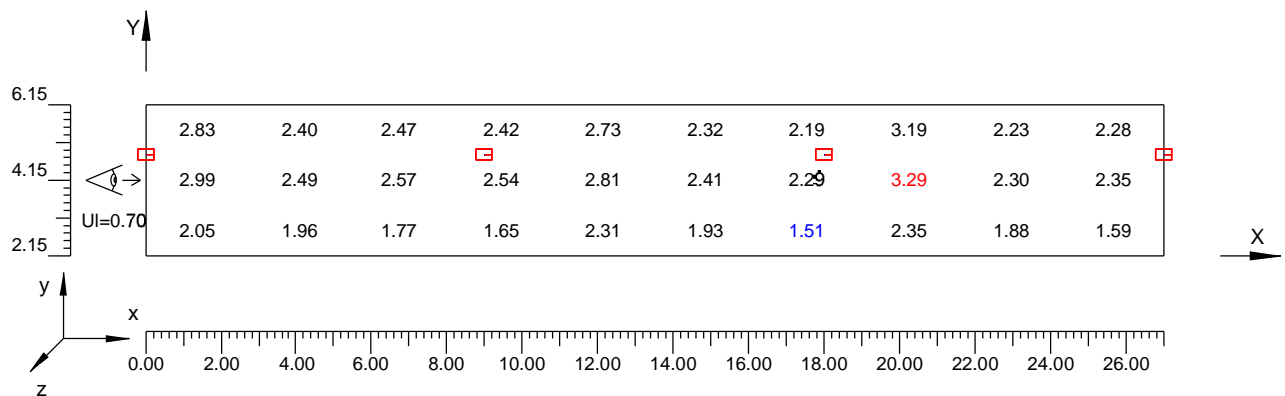 Y
6.15
2.83 2.40 2.47 2.42 2.73 2.32 2.19 3.19 2.23 2.28
4.15
2.99 2.49 2.57 2.54 2.81 2.41 2.29 3.29 2.30 2.35
UI=0.70
2.05 1.96 1.77 1.65 2.31 1.93 1.51 2.35 1.88 1.59
X
2.15
y
x
0.00 2.00 4.00 6.00 8.00 10.00 12.00 14.00 16.00 18.00 20.00 22.00 24.00 26.00
z